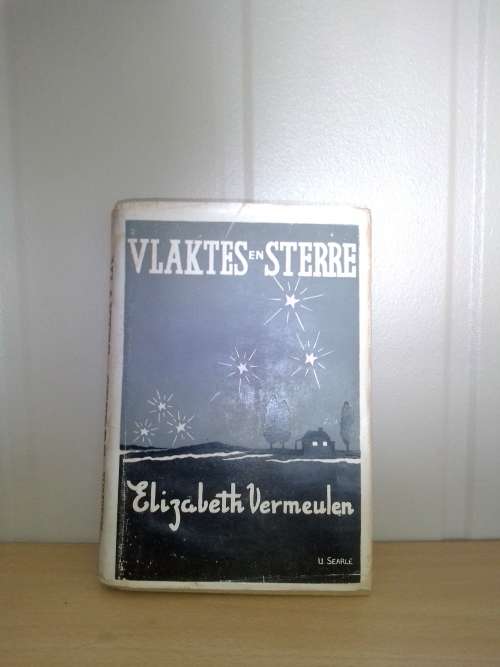 VLAKTES EN STERRE
Elizabeth Vermeulen
U SEARLE